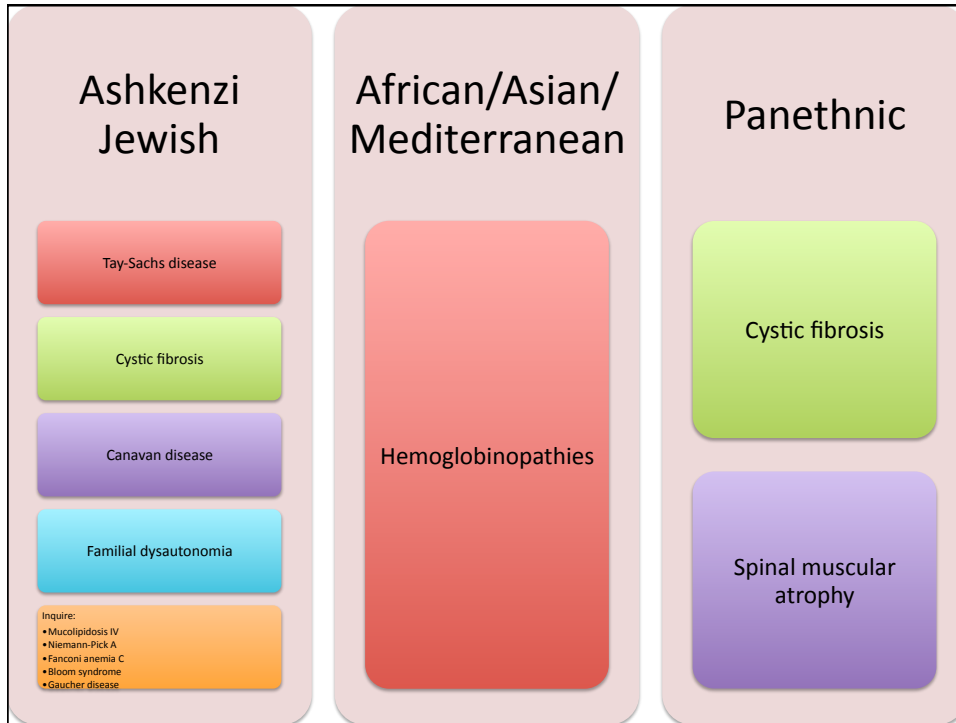 Ashkenzi
Jewish
Tay-Sachs disease
Cystic fibrosis
Canavan disease
Familial dysautonomia
Inquire:
•Mucolipidosis IV
•Niemann-Pick A
•Fanconi anemia C
•Bloom syndrome
•Gaucher disease
African/Asian/
Mediterranean
Hemoglobinopathies
Panethnic
Cystic fibrosis
Spinal muscular
atrophy